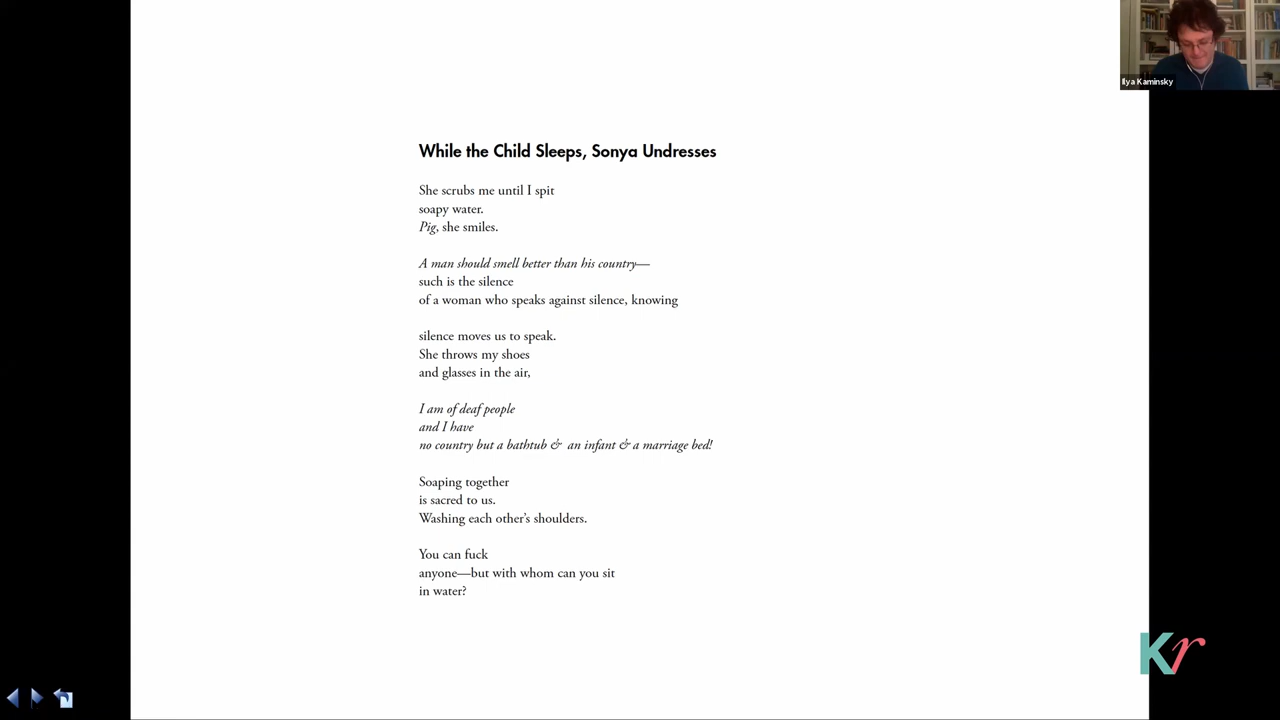 Ilya Kaminsky
While the Child Sleeps, Sonya Undresses
She scrubs me until I spit
soapy water.
Pig, she smiles.
A man should smell better than his country—
such is the silence
of a woman who speaks against silence, knowing
silence moves us to speak.
She throws my shoes
and glasses in the air,
I am of deaf people
and I have
no country but a bathtub & an infant & a marriage bed!
Soaping together
is sacred to us.
Washing each other’s shoulders.
You can fuck
anyone—but with whom can you sit
in water?
Kr